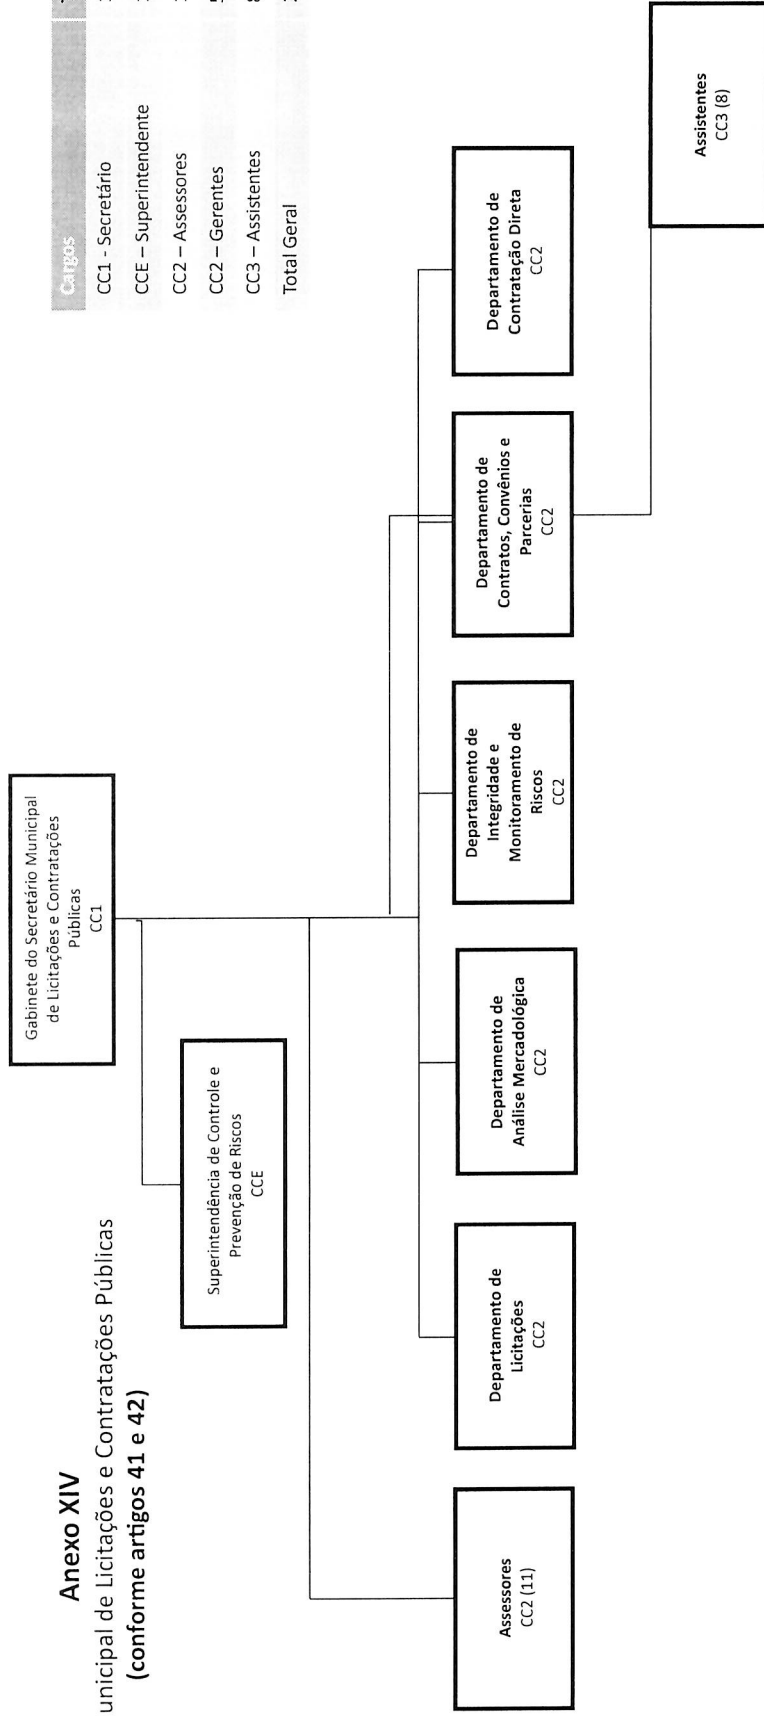 Anexo XIV
unicipal de Licitações e Contratações Públicas
(conforme artigos 41 e 42)
Cargos
CC1 - Secretário
CCE – Superintendente
CC2 – Assessores
CC2 – Gerentes
CC3 – Assistentes
Total Geral
Gabinete do Secretário Municipal
de Licitações e Contratações
Públicas
CC1
Superintendência de Controle e
Prevenção de Riscos
CCE
Assessores
CC2 (11)
Departamento de
Licitações
CC2
Departamento de
Análise Mercadológica
CC2
Departamento de
Integridade e
Monitoramento de
Riscos
CC2
Departamento de
Contratos, Convênios e
Parcerias
CC2
Departamento de
Contratação Direta
CC2
Assistentes
CC3 (8)